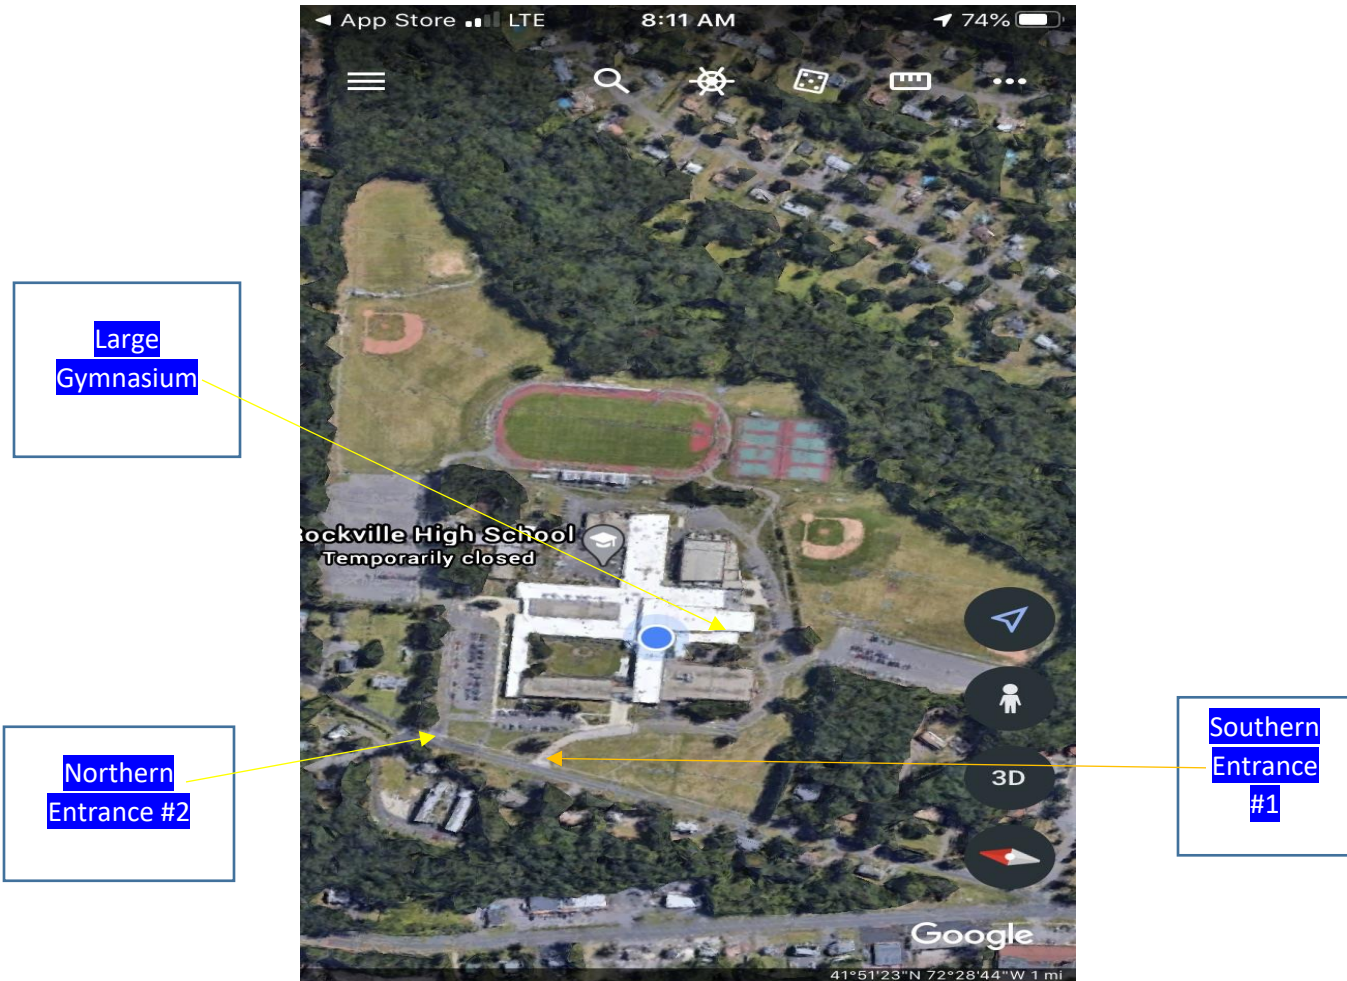 App Store LTE 8:11 AM 74%
Large
Gymnasium
Rockville High School
Temporarily closed
Northern
Entrance #2
Southern
Entrance
#1
3D
Google
41°51'23"N 72°28'44"W 1 mi